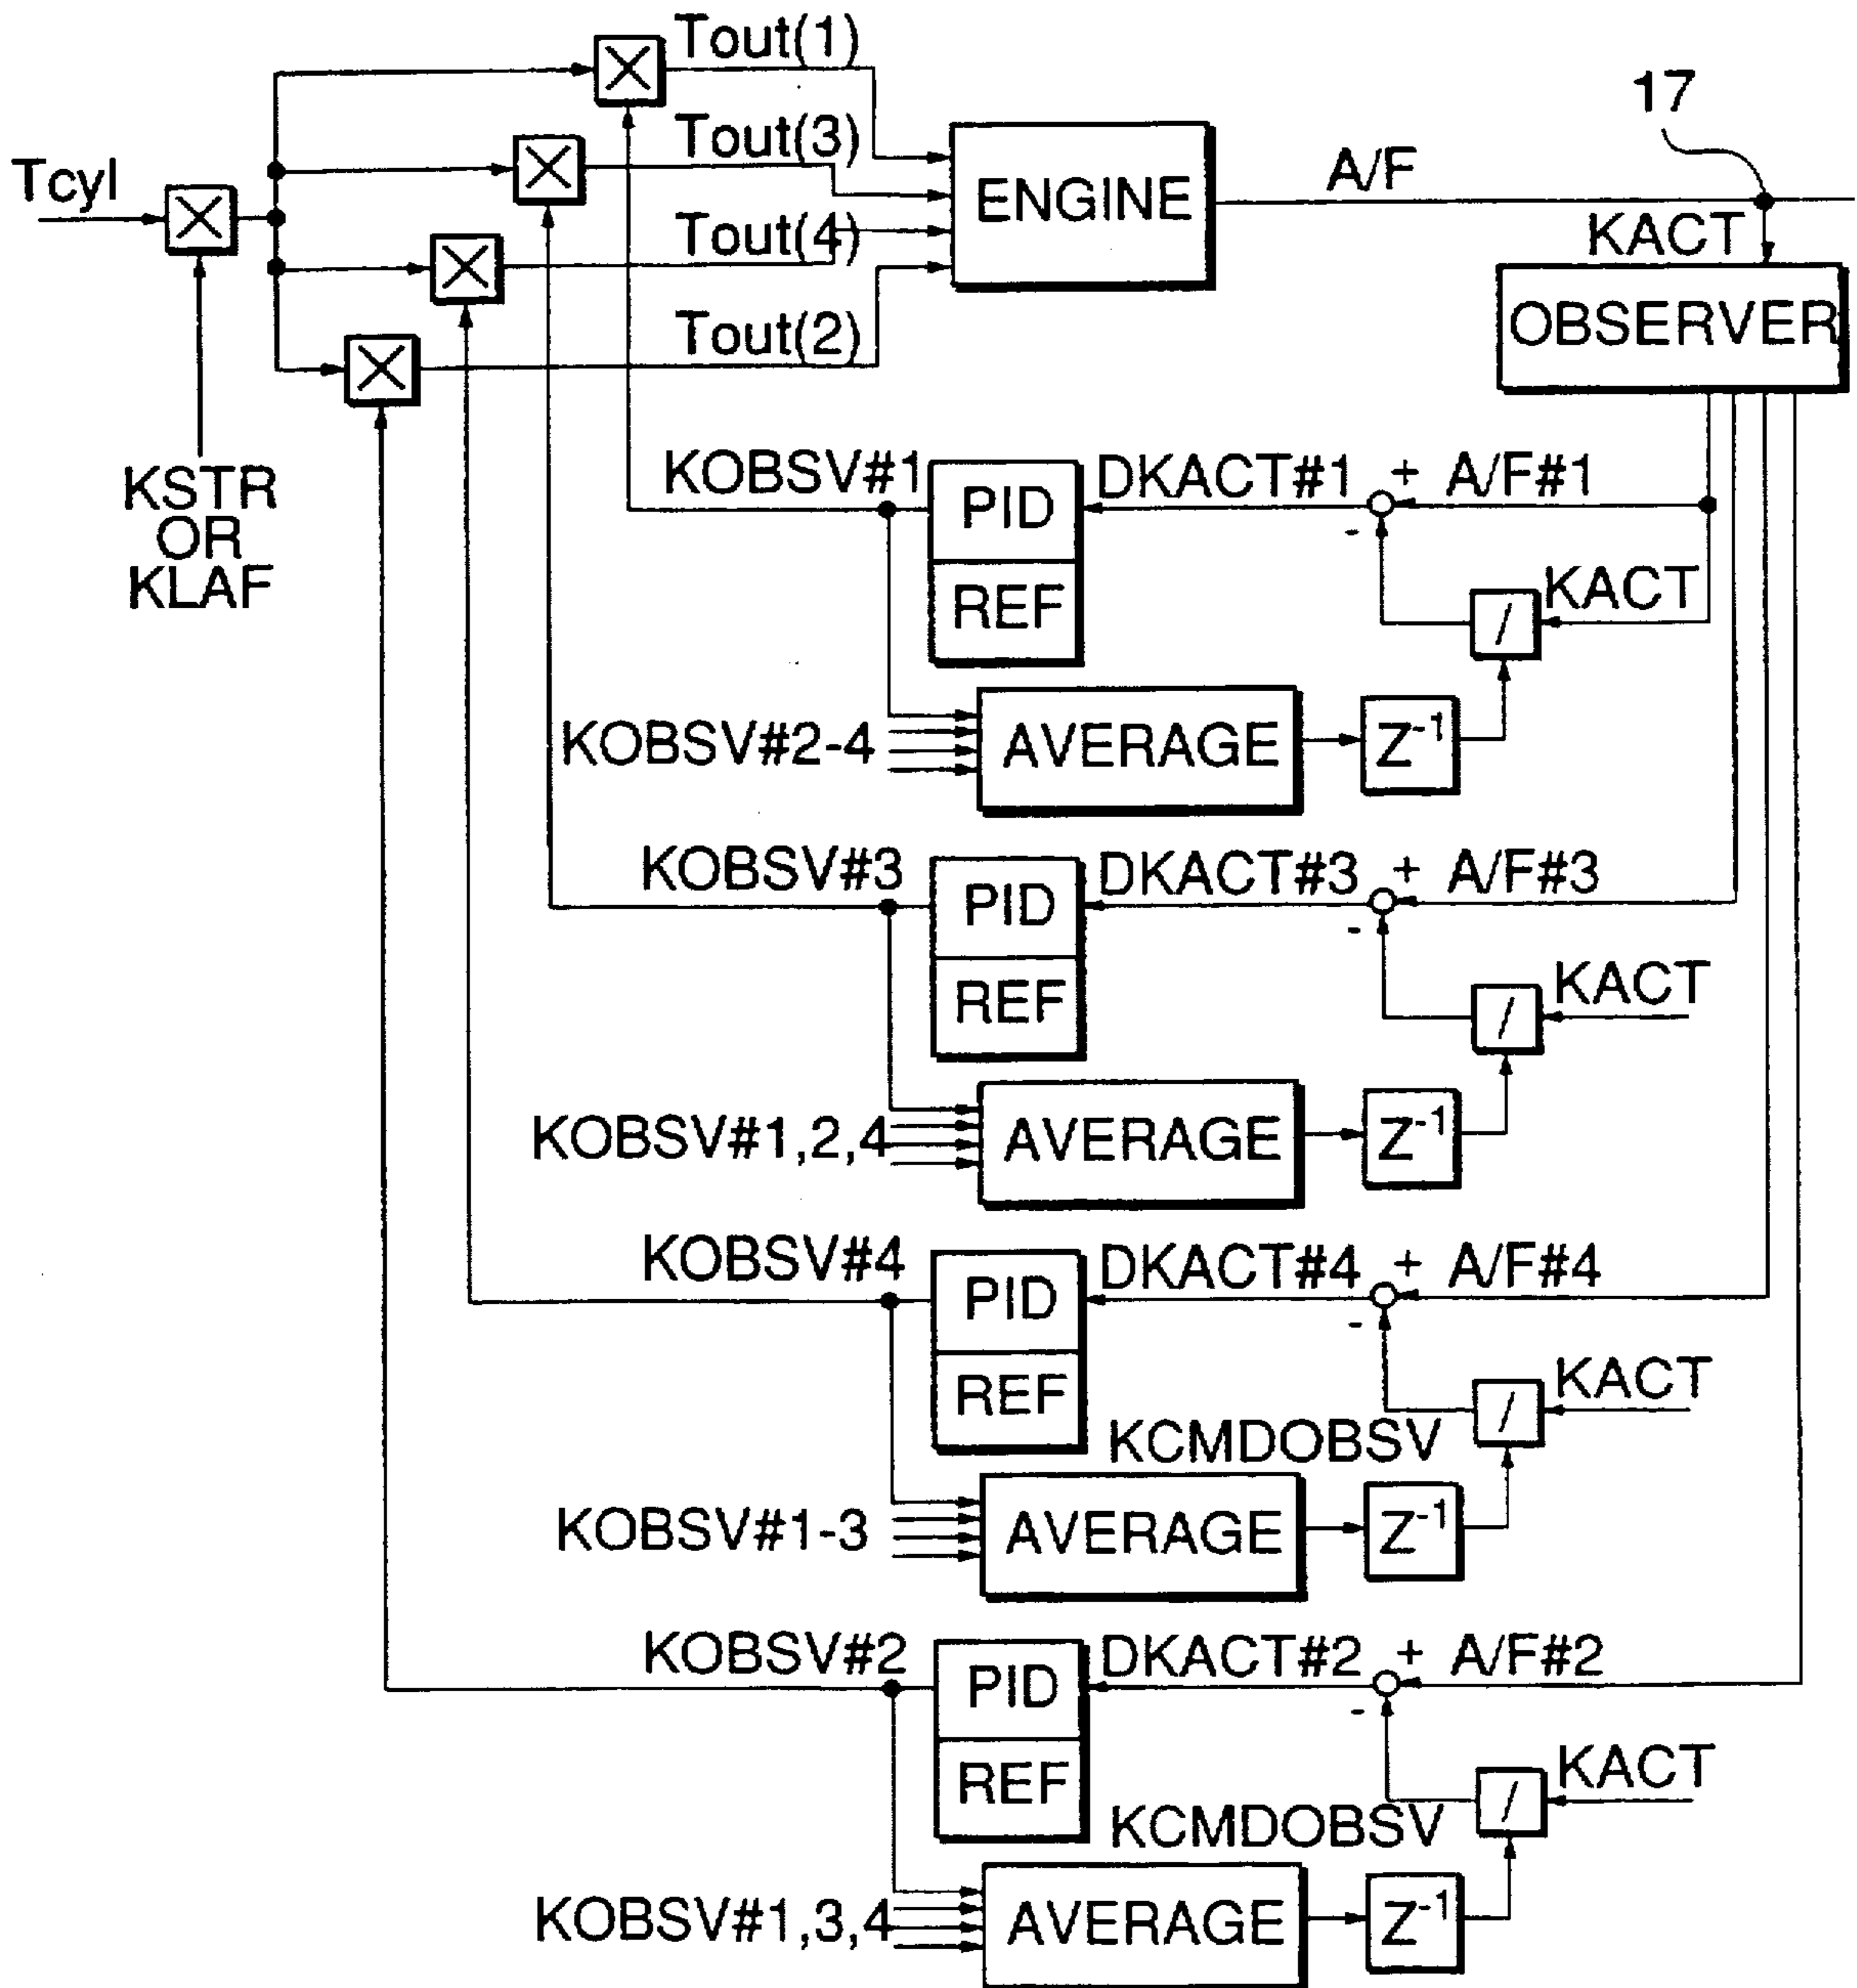 Tout(1)
17
Tout(3)
Tcyl
ENGINE
A/F
Tout(4)
KACT
OBSERVER
Tout(2)
KSTR
OR
KLAF
KOBSV#1
PID
REF
DKACT#1
+
-
A/F#1
/
KACT
KOBSV#2-4
AVERAGE
Z-1
KOBSV#3
PID
REF
DKACT#3
+
-
A/F#3
/
KACT
KOBSV#1,2,4
AVERAGE
Z-1
KOBSV#4
PID
REF
DKACT#4
+
-
A/F#4
/
KACT
KCMDOBSV
KOBSV#1-3
AVERAGE
Z-1
KOBSV#2
PID
REF
DKACT#2
+
-
A/F#2
/
KACT
KCMDOBSV
KOBSV#1,3,4
AVERAGE
Z-1